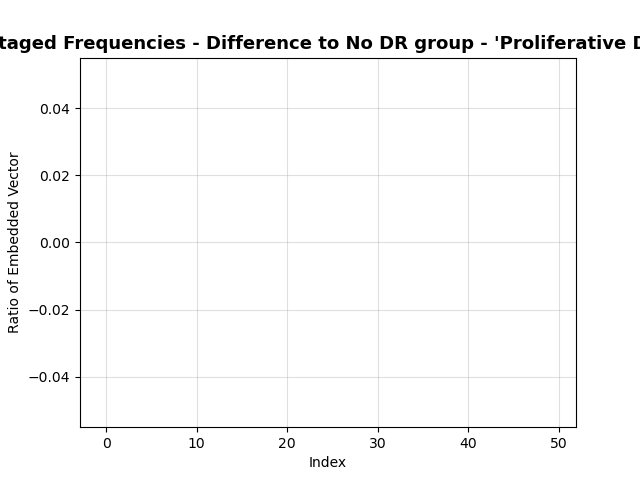 Frequencies - Difference to No DR group - 'Proliferative
0.04
0.02
0.00
−0.02
−0.04
Ratio of Embedded Vector
0 10 20 30 40 50
Index